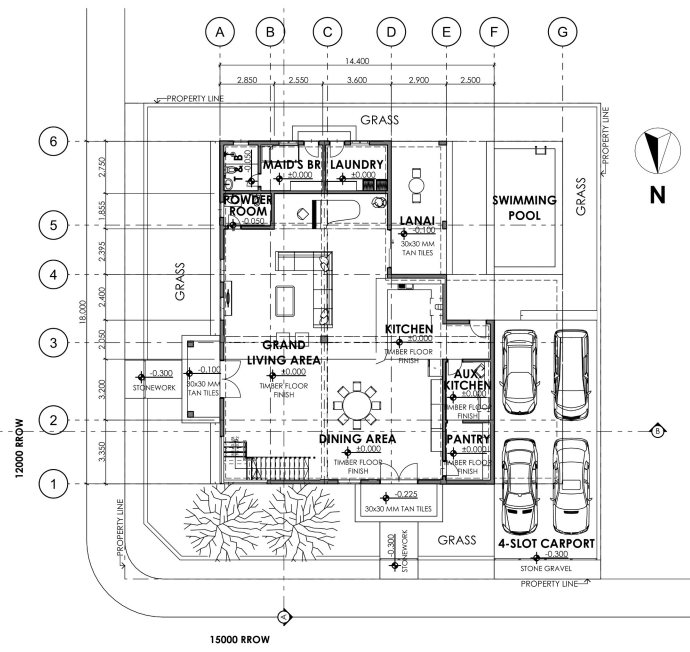 A
B
C
D
E
F
G
14.400
2.850
2.550
3.600
2.900
2.500
PROPERTY LINE
GRASS
PROPERTY LINE
6
2.750
T & B
-0.050
MAID'S BR
±0.000
LAUNDRY
±0.000
N
SWIMMING
POOL
GRASS
1.855
POWDER
ROOM
-0.050
LANAI
-0.100
30x30 MM
TAN TILES
5
2.395
4
GRASS
18.000
2.400
3
2.050
GRAND
LIVING AREA
±0.000
TIMBER FLOOR
FINISH
KITCHEN
±0.000
TIMBER FLOOR
FINISH
-0.300
STONEWORK
-0.100
30x30 MM
TAN TILES
AUX
KITCHEN
±0.000
TIMBER FLOOR
FINISH
3.200
2
12000 RROW
B
DINING AREA
±0.000
TIMBER FLOOR
FINISH
PANTRY
±0.000
TIMBER FLOOR
FINISH
3.350
1
-0.225
30x30 MM TAN TILES
PROPERTY LINE
-0.300
STONEWORK
GRASS
4-SLOT CARPORT
-0.300
STONE GRAVEL
PROPERTY LINE
A
15000 RROW